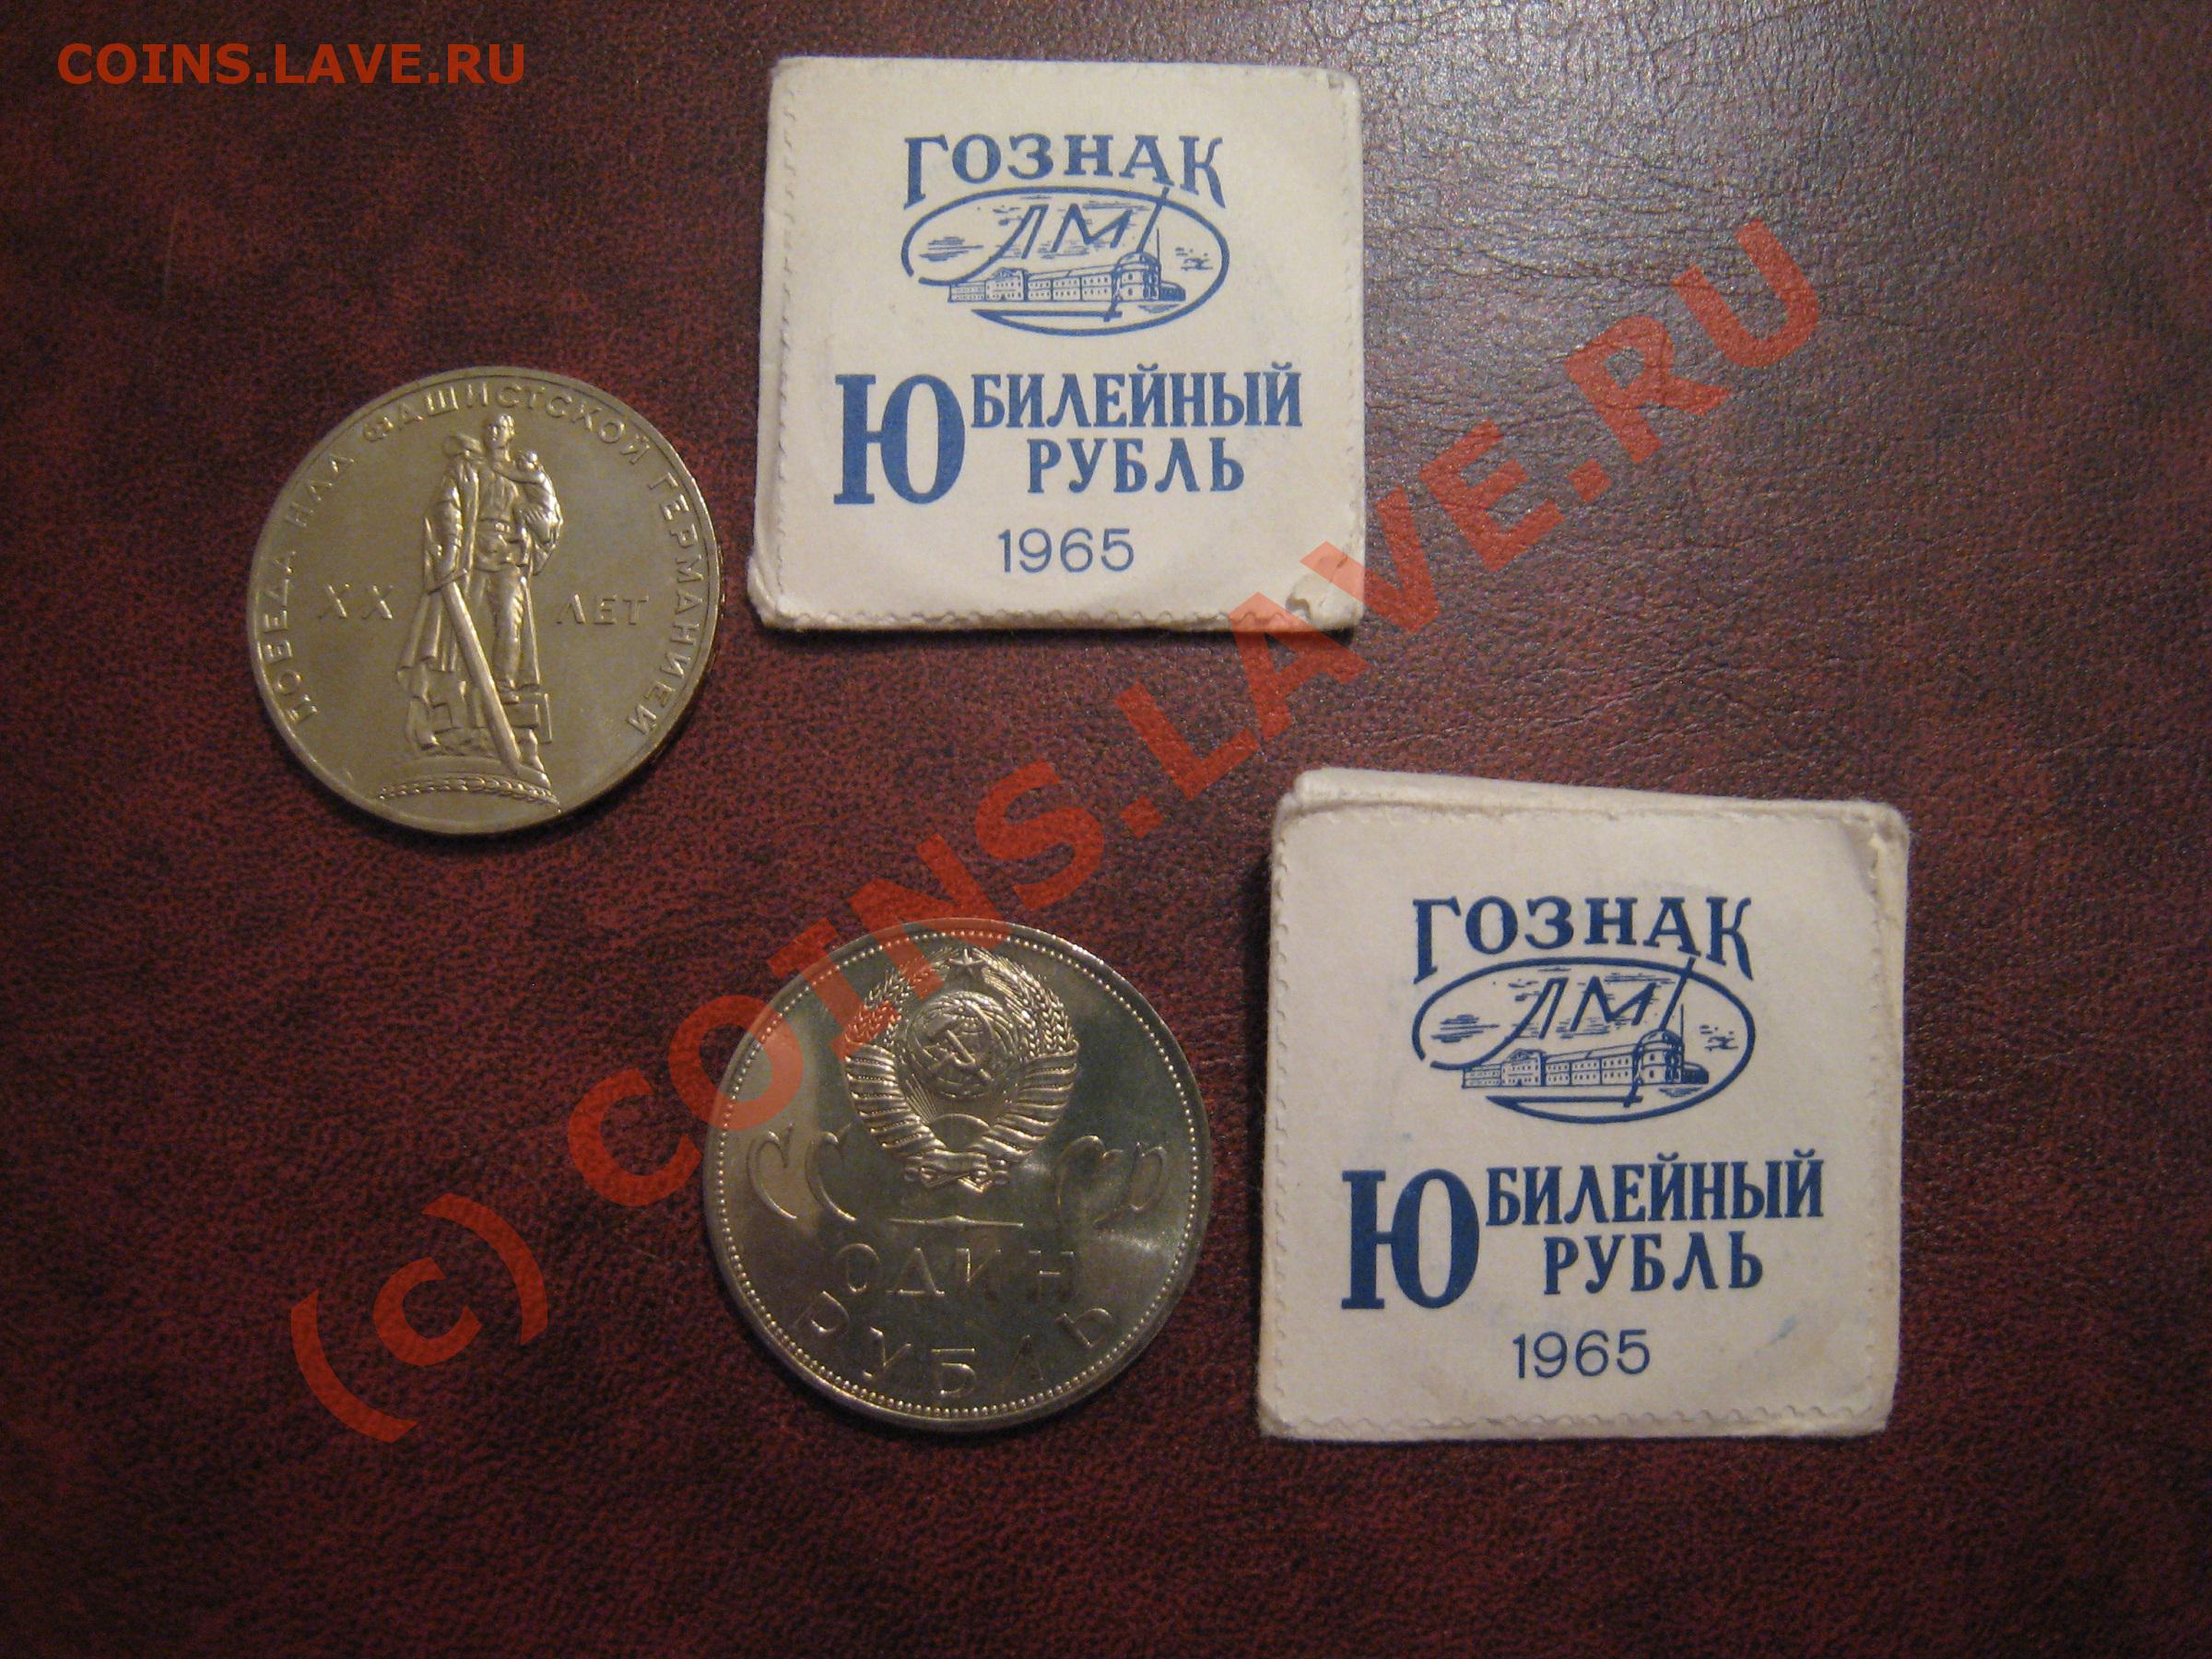 COINS.LAVE.RU
ГОЗНАК
ЛМ
ЮБИЛЕЙНЫЙ
РУБЛЬ
1965
ПОБЕДА НАД ФАШИСТСКОЙ ГЕРМАНИЕЙ
XX ЛЕТ
(c) COINS.LAVE.RU
СССР
ОДИН
РУБЛЬ
ГОЗНАК
ЛМ
ЮБИЛЕЙНЫЙ
РУБЛЬ
1965